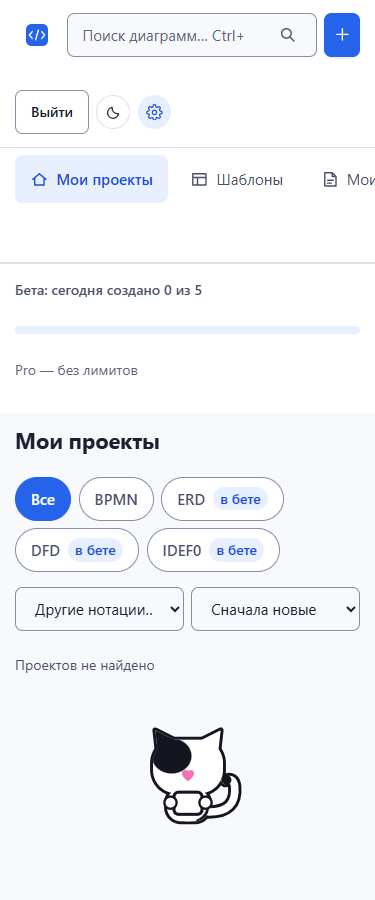 Поиск диаграмм... Ctrl+
Выйти
Мои проекты
Шаблоны
Мои
Бета: сегодня создано 0 из 5
Pro — без лимитов
Мои проекты
Все
BPMN
ERD в бете
DFD в бете
IDEF0 в бете
Другие нотации..
Сначала новые
Проектов не найдено